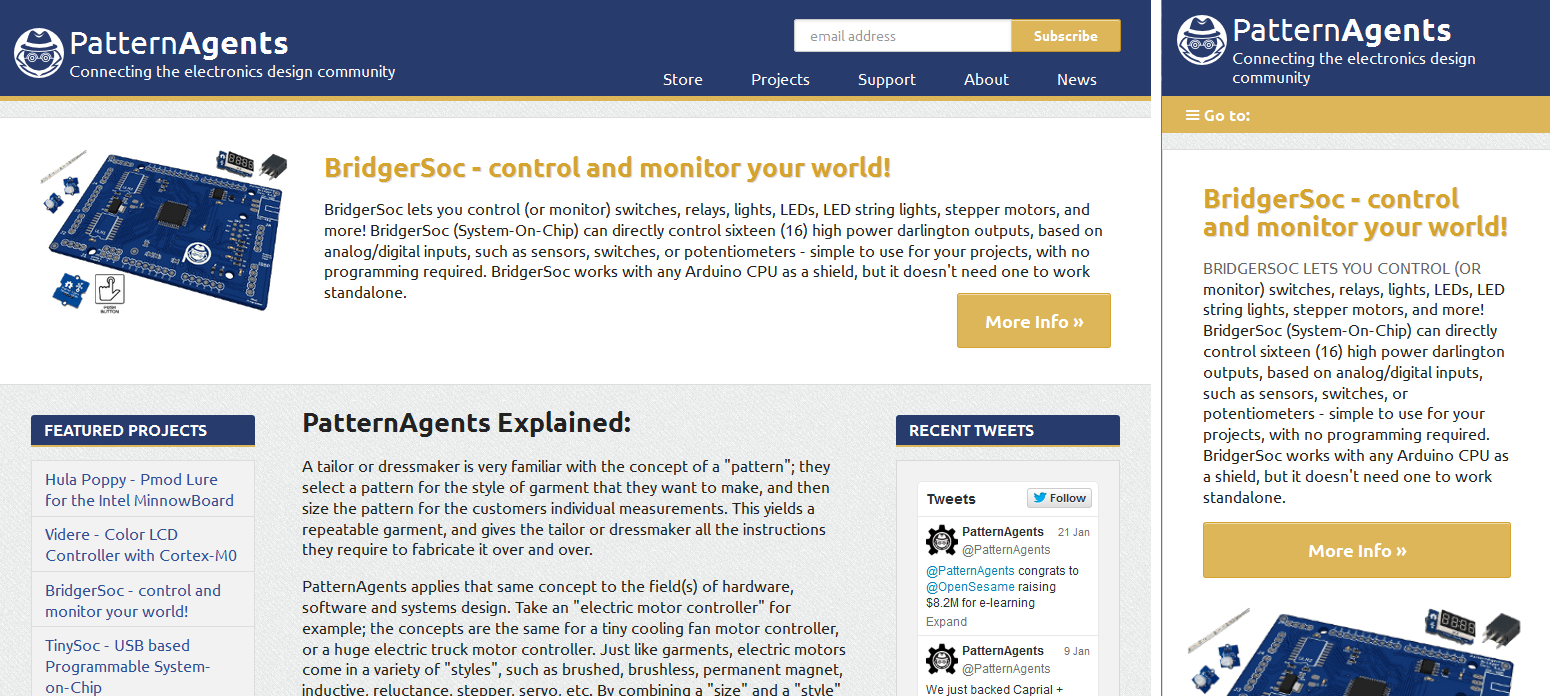 PatternAgents
Connecting the electronics design community
email address
Subscribe
Store
Projects
Support
About
News
BridgerSoc - control and monitor your world!
BridgerSoc lets you control (or monitor) switches, relays, lights, LEDs, LED string lights, stepper motors, and
more! BridgerSoc (System-On-Chip) can directly control sixteen (16) high power darlington outputs, based on
analog/digital inputs, such as sensors, switches, or potentiometers - simple to use for your projects, with no
programming required. BridgerSoc works with any Arduino CPU as a shield, but it doesn't need one to work
standalone.
PUSH
BUTTON
More Info »
FEATURED PROJECTS
Hula Poppy - Pmod Lure
for the Intel MinnowBoard
Videre - Color LCD
Controller with Cortex-M0
BridgerSoc - control and
monitor your world!
TinySoc - USB based
Programmable System-
on-Chip
PatternAgents Explained:
A tailor or dressmaker is very familiar with the concept of a "pattern"; they
select a pattern for the style of garment that they want to make, and then
size the pattern for the customers individual measurements. This yields a
repeatable garment, and gives the tailor or dressmaker all the instructions
they require to fabricate it over and over.
PatternAgents applies that same concept to the field(s) of hardware,
software and systems design. Take an "electric motor controller" for
example; the concepts are the same for a tiny cooling fan motor controller,
or a huge electric truck motor controller. Just like garments, electric motors
come in a variety of "styles", such as brushed, brushless, permanent magnet,
inductive, reluctance, stepper, servo, etc. By combining a "size" and a "style"
RECENT TWEETS
Tweets
Follow
PatternAgents 21 Jan
@PatternAgents
@PatternAgents congrats to
@OpenSesame raising
$8.2M for e-learning
Expand
PatternAgents 9 Jan
@PatternAgents
We just backed Caprial +
PatternAgents
Connecting the electronics design
community
Go to:
BridgerSoc - control
and monitor your world!
BRIDGERSOC LETS YOU CONTROL (OR
monitor) switches, relays, lights, LEDs, LED
string lights, stepper motors, and more!
BridgerSoc (System-On-Chip) can directly
control sixteen (16) high power darlington
outputs, based on analog/digital inputs,
such as sensors, switches, or
potentiometers - simple to use for your
projects, with no programming required.
BridgerSoc works with any Arduino CPU as
a shield, but it doesn't need one to work
standalone.
More Info »